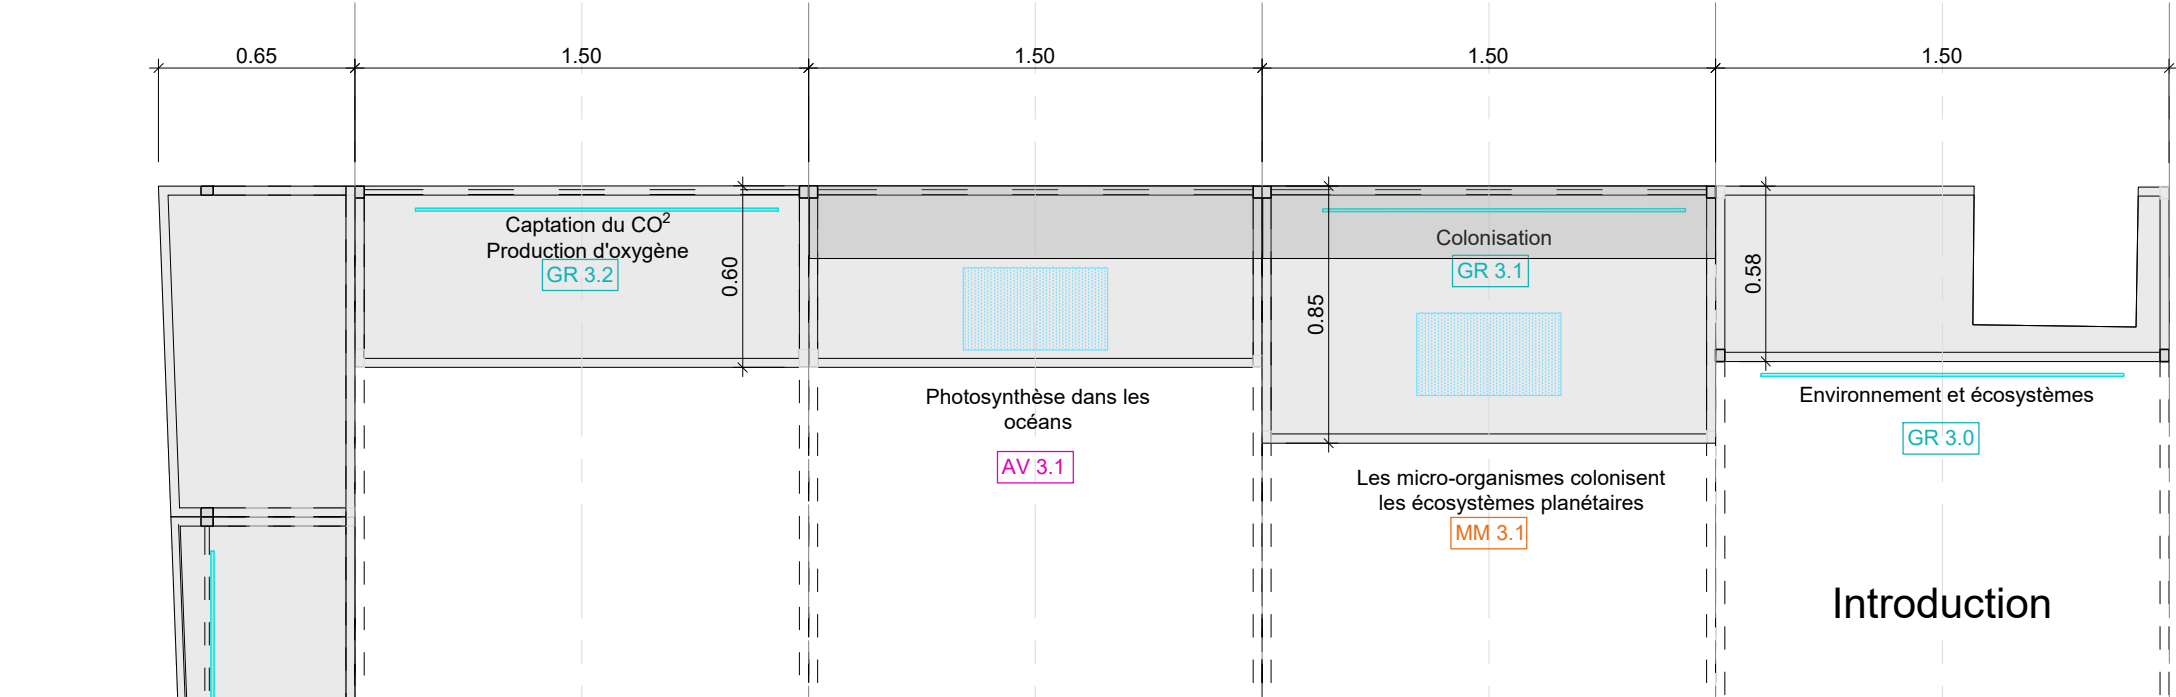 0.65
1.50
1.50
1.50
1.50
Captation du CO²
Production d'oxygène
GR 3.2
0.60
Photosynthèse dans les
océans
AV 3.1
Colonisation
GR 3.1
0.85
Les micro-organismes colonisent
les écosystèmes planétaires
MM 3.1
0.58
Environnement et écosystèmes
GR 3.0
Introduction